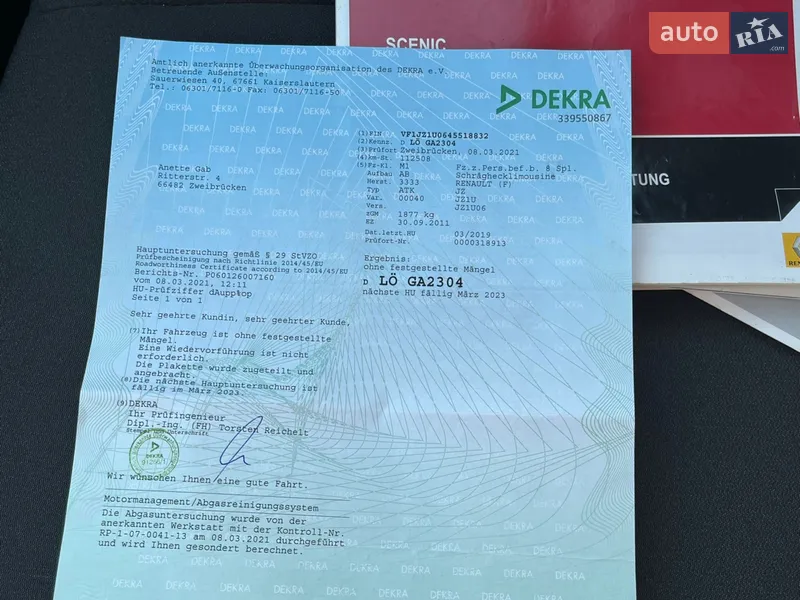 SCENIC
auto RIA.com
TUNG
Amtlich anerkannte Überwachungsorganisation des DEKRA e.V.
Betreuende Außenstelle:
Sauerwiesen 40, 67661 Kaiserslautern
Tel.: 06301/7116-0 Fax: 06301/7116-50
DEKRA
339550867
(1) FIN VF1JZ1U0645518832
(2) Kennz. D LÖ GA2304
(3) Prüfort Zweibrücken, 08.03.2021
(4) km-St. 112508
(5) Fz-Kl. M1 Fz.z.Pers.bef.b. 8 Spl.
Aufbau AB Schräghecklimousine
Herst. 3333 RENAULT (F)
Typ ATK JZ
Var. 00040 JZ1U
Vers. JZ1U06
zGM 1877 kg
EZ 30.09.2011
Dat.letzt.HU 03/2019
Prüfort-Nr. 0000318913
Anette Gab
Ritterstr. 4
66482 Zweibrücken
Hauptuntersuchung gemäß § 29 StVZO
Prüfbescheinigung nach Richtlinie 2014/45/EU
Roadworthiness Certificate according to 2014/45/EU
Berichts-Nr. P060126007160
vom 08.03.2021, 12:11
HU-Prüfziffer dAuppkop
Seite 1 von 1
Ergebnis:
ohne festgestellte Mängel
D LÖ GA2304
nächste HU fällig März 2023
Sehr geehrte Kundin, sehr geehrter Kunde,
(7) Ihr Fahrzeug ist ohne festgestellte
Mängel.
Eine Wiedervorführung ist nicht
erforderlich.
Die Plakette wurde zugeteilt und
angebracht.
(8) Die nächste Hauptuntersuchung ist
fällig im März 2023.
(9) DEKRA
Ihr Prüfingenieur
Dipl.-Ing. (FH) Torsten Reichelt
Stempel und Unterschrift
DEKRA
Wir wünschen Ihnen eine gute Fahrt.
Motormanagement/Abgasreinigungssystem
Die Abgasuntersuchung wurde von der
anerkannten Werkstatt mit der Kontroll-Nr.
RP-1-07-0041-13 am 08.03.2021 durchgeführt
und wird Ihnen gesondert berechnet.